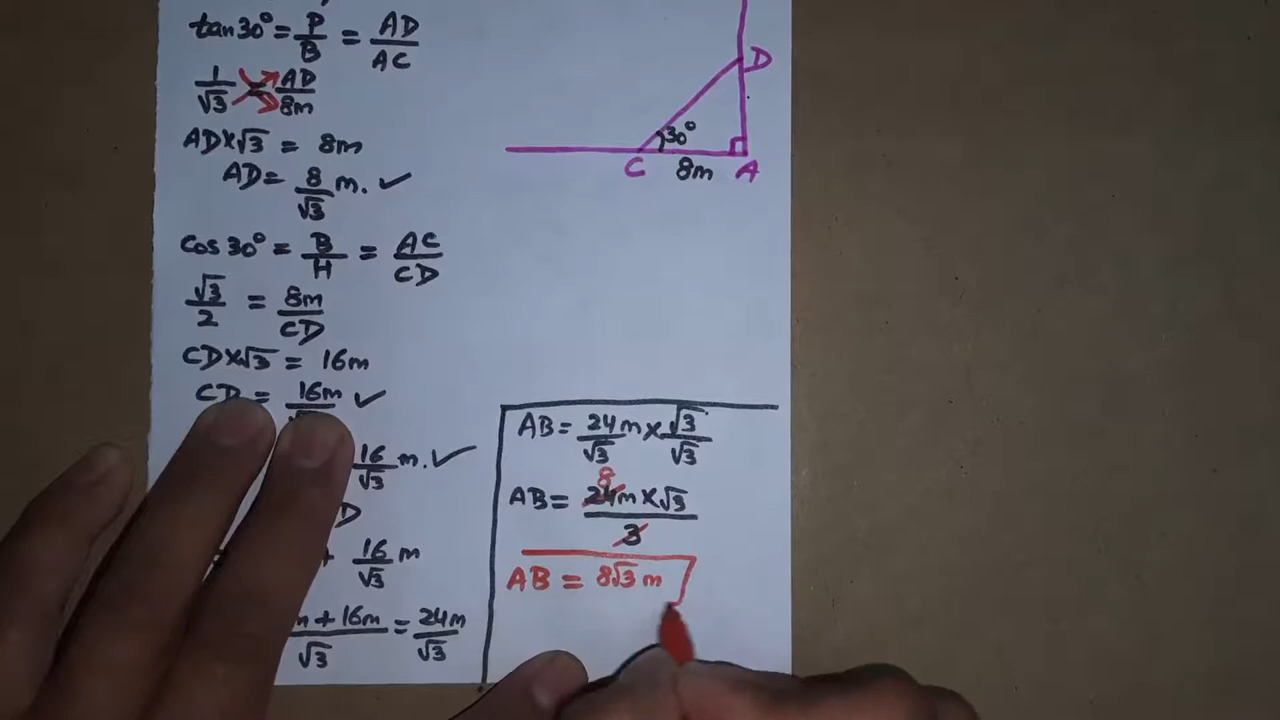 tan30° = P/B = AD/AC
1/√3 = AD/8m
AD×√3 = 8m
AD = 8/√3 m. ✓
cos 30° = B/H = AC/CD
√3/2 = 8m/CD
CD×√3 = 16m
CD = 16m ✓
16/√3 m. ✓
D
16/√3 m
+ 16m/√3 = 24m/√3
D
30°
C 8m A
AB = 24m/√3 × √3/√3
8
AB = 24m×√3/3
AB = 8√3 m